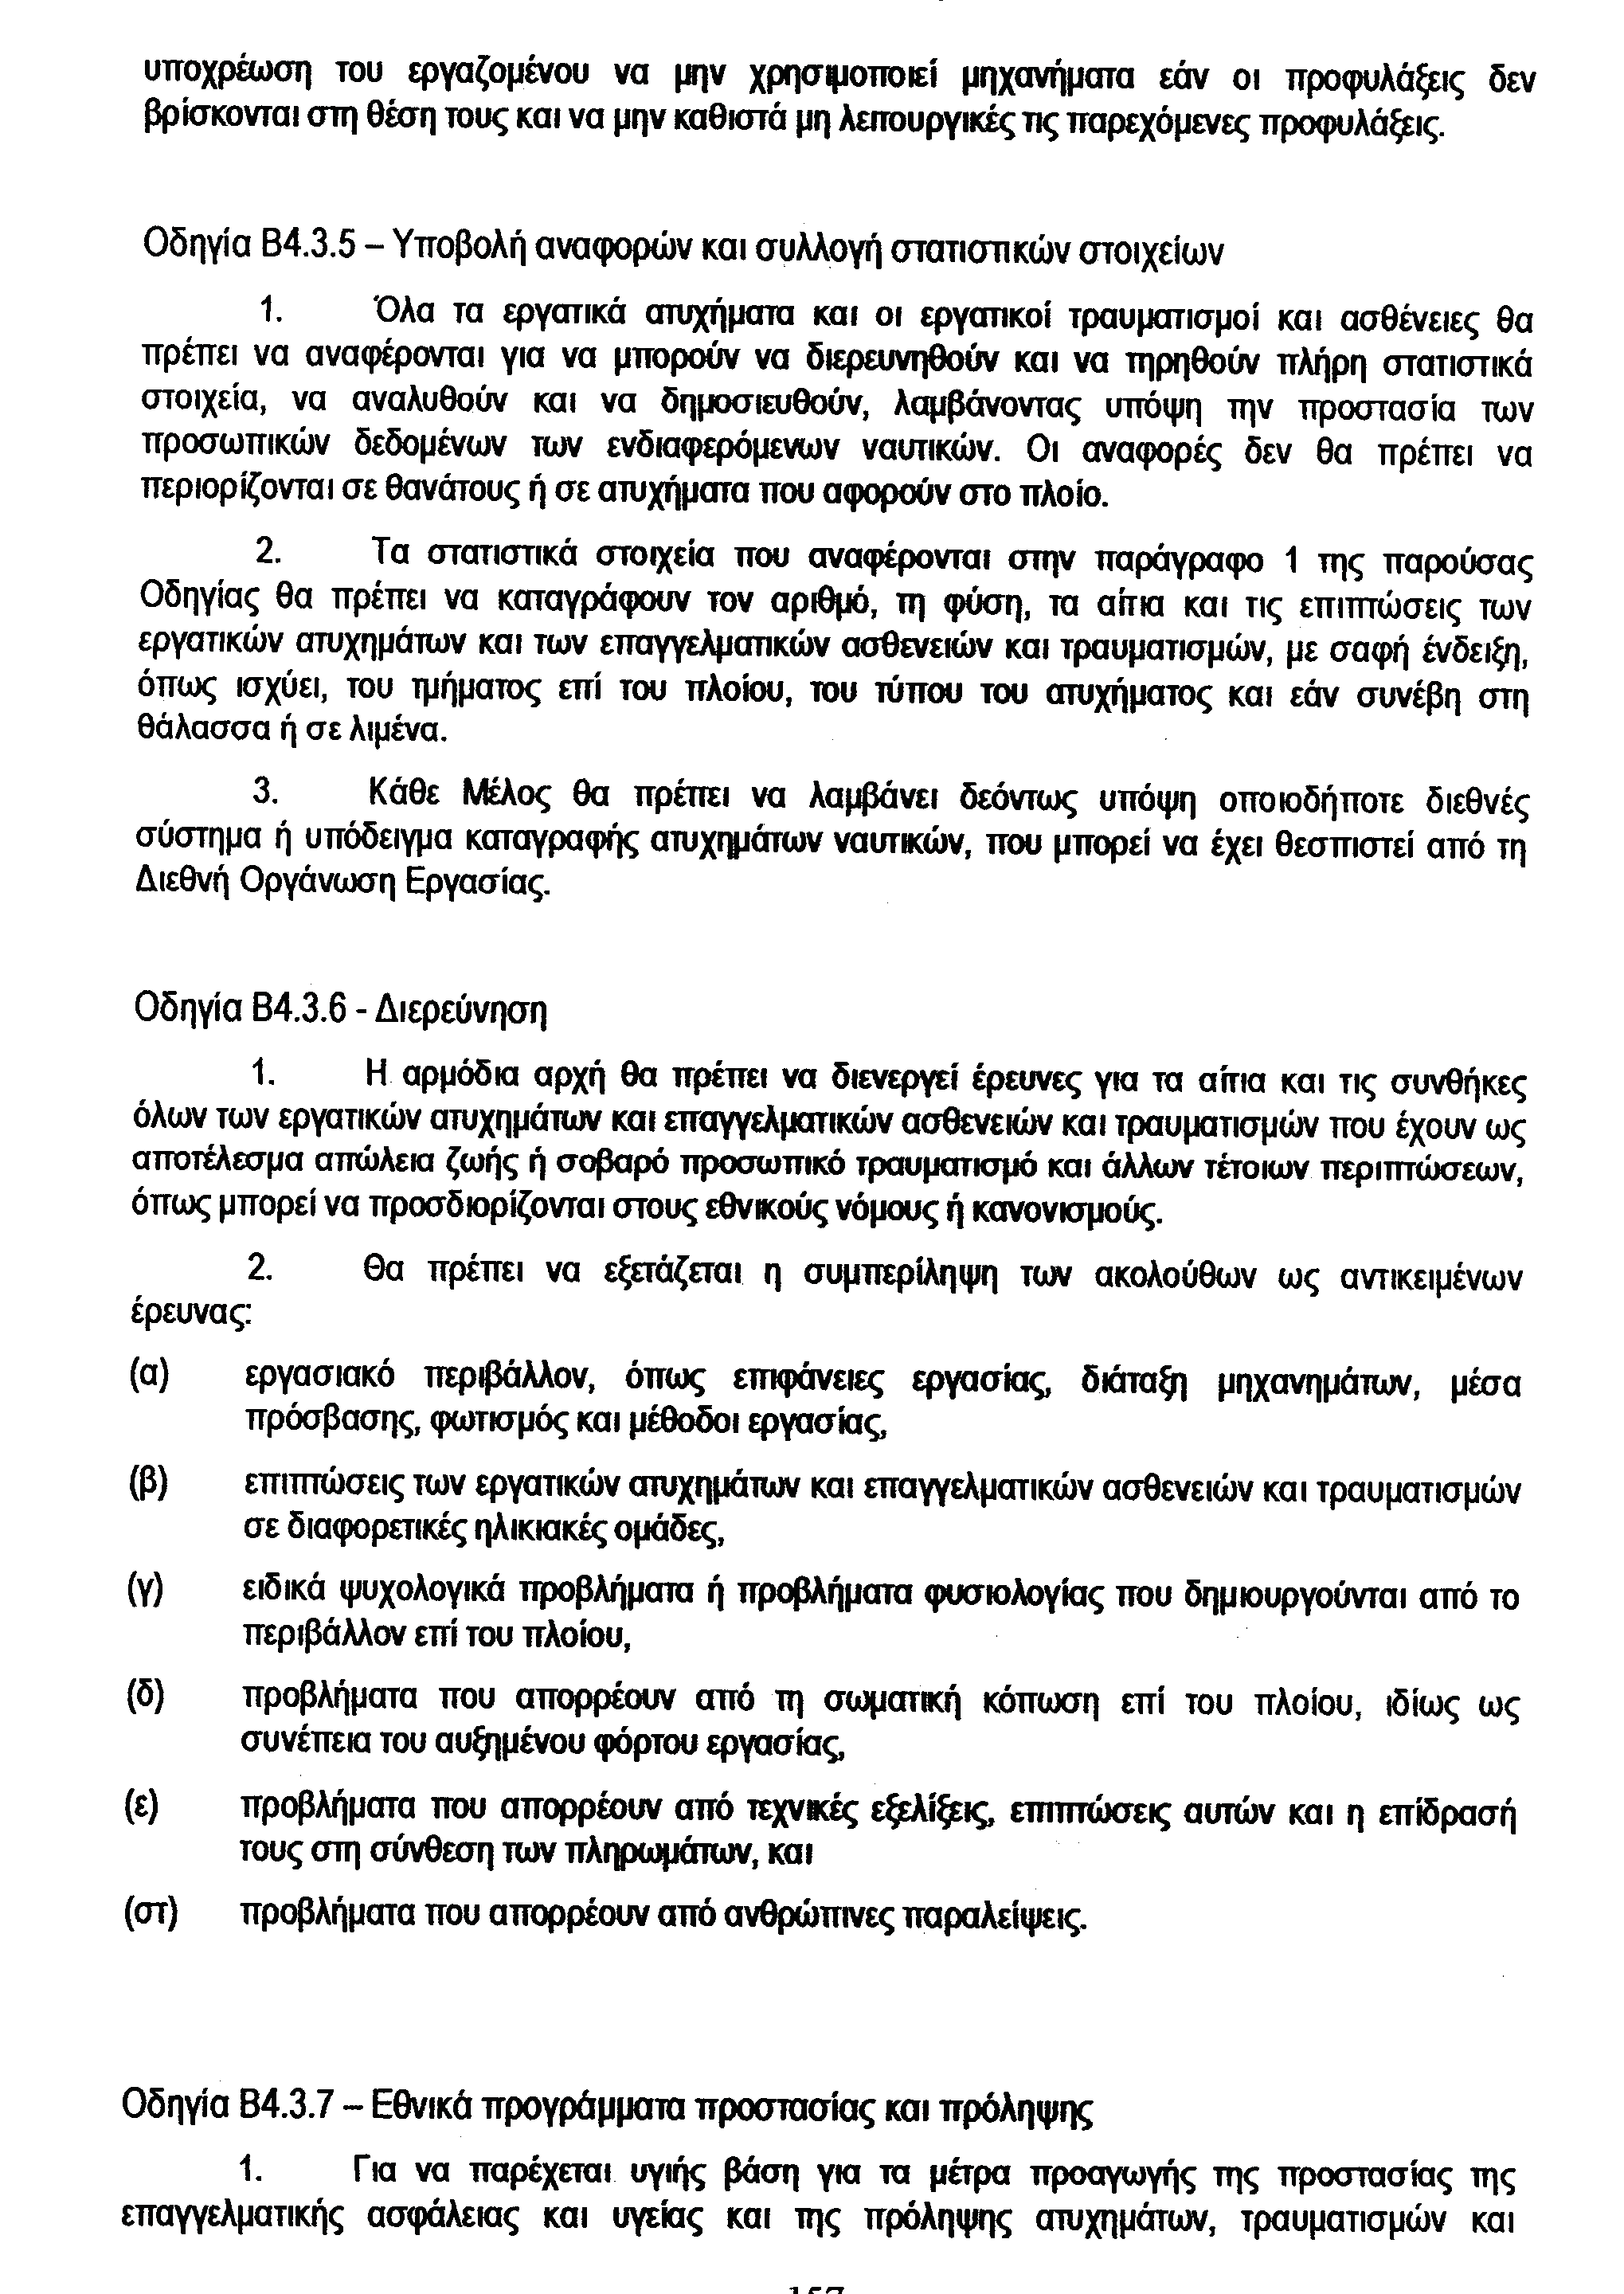 υποχρέωση του εργαζομένου να μην χρησιμοποιεί μηχανήματα εάν οι προφυλάξεις δεν
βρίσκονται στη θέση τους και να μην καθιστά μη λειτουργικές τις παρεχόμενες προφυλάξεις.
Οδηγία Β4.3.5 – Υποβολή αναφορών και συλλογή στατιστικών στοιχείων
1. Όλα τα εργατικά ατυχήματα και οι εργατικοί τραυματισμοί και ασθένειες θα
πρέπει να αναφέρονται για να μπορούν να διερευνηθούν και να τηρηθούν πλήρη στατιστικά
στοιχεία, να αναλυθούν και να δημοσιευθούν, λαμβάνοντας υπόψη την προστασία των
προσωπικών δεδομένων των ενδιαφερόμενων ναυτικών. Οι αναφορές δεν θα πρέπει να
περιορίζονται σε θανάτους ή σε ατυχήματα που αφορούν στο πλοίο.
2. Τα στατιστικά στοιχεία που αναφέρονται στην παράγραφο 1 της παρούσας
Οδηγίας θα πρέπει να καταγράφουν τον αριθμό, τη φύση, τα αίτια και τις επιπτώσεις των
εργατικών ατυχημάτων και των επαγγελματικών ασθενειών και τραυματισμών, με σαφή ένδειξη,
όπως ισχύει, του τμήματος επί του πλοίου, του τύπου του ατυχήματος και εάν συνέβη στη
θάλασσα ή σε λιμένα.
3. Κάθε Μέλος θα πρέπει να λαμβάνει δεόντως υπόψη οποιοδήποτε διεθνές
σύστημα ή υπόδειγμα καταγραφής ατυχημάτων ναυτικών, που μπορεί να έχει θεσπιστεί από τη
Διεθνή Οργάνωση Εργασίας.
Οδηγία Β4.3.6 - Διερεύνηση
1. Η αρμόδια αρχή θα πρέπει να διενεργεί έρευνες για τα αίτια και τις συνθήκες
όλων των εργατικών ατυχημάτων και επαγγελματικών ασθενειών και τραυματισμών που έχουν ως
αποτέλεσμα απώλεια ζωής ή σοβαρό προσωπικό τραυματισμό και άλλων τέτοιων περιπτώσεων,
όπως μπορεί να προσδιορίζονται στους εθνικούς νόμους ή κανονισμούς.
2. Θα πρέπει να εξετάζεται η συμπερίληψη των ακολούθων ως αντικειμένων
έρευνας:
(α) εργασιακό περιβάλλον, όπως επιφάνειες εργασίας, διάταξη μηχανημάτων, μέσα
πρόσβασης, φωτισμός και μέθοδοι εργασίας,
(β) επιπτώσεις των εργατικών ατυχημάτων και επαγγελματικών ασθενειών και τραυματισμών
σε διαφορετικές ηλικιακές ομάδες,
(γ) ειδικά ψυχολογικά προβλήματα ή προβλήματα φυσιολογίας που δημιουργούνται από το
περιβάλλον επί του πλοίου,
(δ) προβλήματα που απορρέουν από τη σωματική κόπωση επί του πλοίου, ιδίως ως
συνέπεια του αυξημένου φόρτου εργασίας,
(ε) προβλήματα που απορρέουν από τεχνικές εξελίξεις, επιπτώσεις αυτών και η επίδρασή
τους στη σύνθεση των πληρωμάτων, και
(στ) προβλήματα που απορρέουν από ανθρώπινες παραλείψεις.
Οδηγία Β4.3.7 – Εθνικά προγράμματα προστασίας και πρόληψης
1. Για να παρέχεται υγιής βάση για τα μέτρα προαγωγής της προστασίας της
επαγγελματικής ασφάλειας και υγείας και της πρόληψης ατυχημάτων, τραυματισμών και